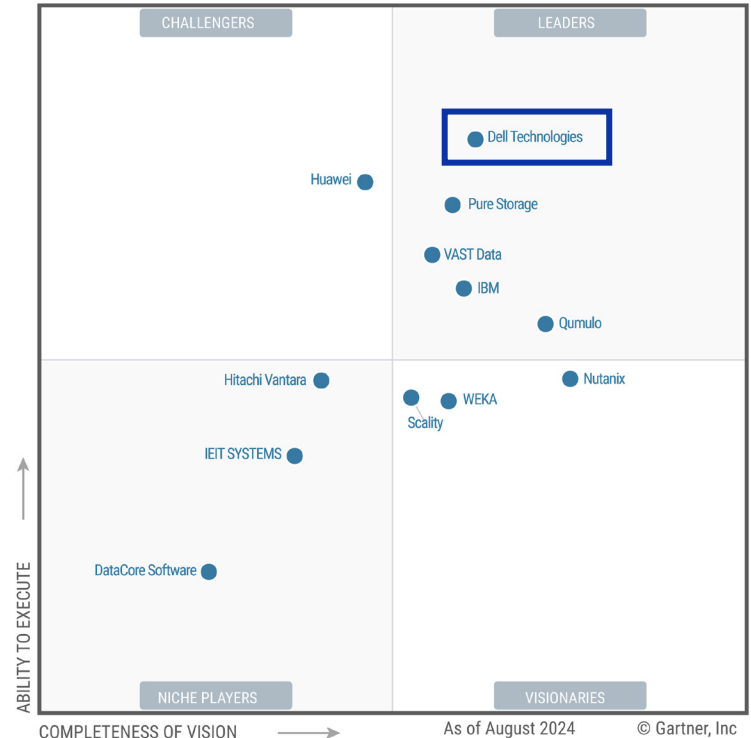 CHALLENGERS
LEADERS
Dell Technologies
Huawei
Pure Storage
VAST Data
IBM
Qumulo
Hitachi Vantara
Nutanix
WEKA
Scality
IEIT SYSTEMS
DataCore Software
ABILITY TO EXECUTE
NICHE PLAYERS
VISIONARIES
COMPLETENESS OF VISION
As of August 2024
© Gartner, Inc